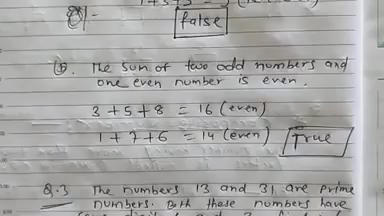 false
(b). The sum of two odd numbers and
one even number is even.
3 + 5 + 8 = 16 (even)
1 + 7 + 6 = 14 (even) True
Q.3 The numbers 13 and 31 are prime
numbers. Both these numbers have